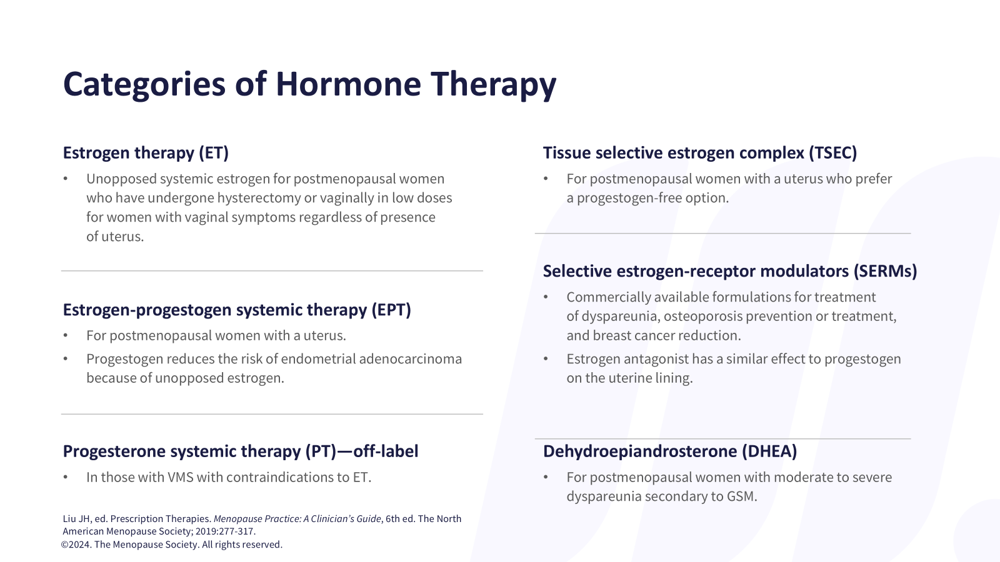 Categories of Hormone Therapy
Estrogen therapy (ET)
• Unopposed systemic estrogen for postmenopausal women
who have undergone hysterectomy or vaginally in low doses
for women with vaginal symptoms regardless of presence
of uterus.
Estrogen-progestogen systemic therapy (EPT)
• For postmenopausal women with a uterus.
• Progestogen reduces the risk of endometrial adenocarcinoma
because of unopposed estrogen.
Progesterone systemic therapy (PT)—off-label
• In those with VMS with contraindications to ET.
Tissue selective estrogen complex (TSEC)
• For postmenopausal women with a uterus who prefer
a progestogen-free option.
Selective estrogen-receptor modulators (SERMs)
• Commercially available formulations for treatment
of dyspareunia, osteoporosis prevention or treatment,
and breast cancer reduction.
• Estrogen antagonist has a similar effect to progestogen
on the uterine lining.
Dehydroepiandrosterone (DHEA)
• For postmenopausal women with moderate to severe
dyspareunia secondary to GSM.
Liu JH, ed. Prescription Therapies. Menopause Practice: A Clinician’s Guide, 6th ed. The North
American Menopause Society; 2019:277-317.
©2024. The Menopause Society. All rights reserved.